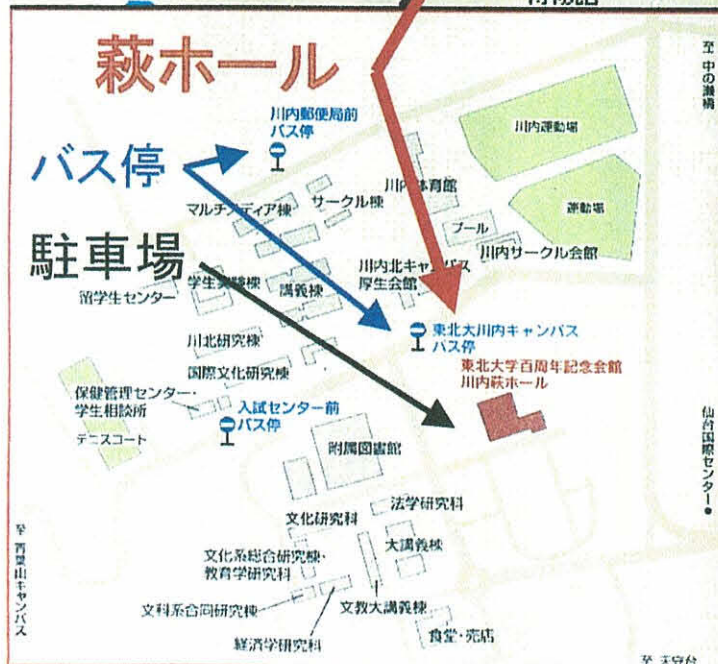 萩ホール
至 中の瀬橋
川内郵便局前
バス停
川内運動場
バス停
川内体育館
サークル棟
マルチメディア棟
運動場
プール
駐車場
川内サークル会館
川内北キャンパス
厚生会館
学生実験棟
講義棟
留学生センター
東北大川内キャンパス
バス停
川北研究棟
東北大学百周年記念会館
川内萩ホール
国際文化研究棟
保健管理センター・
学生相談所
入試センター前
バス停
テニスコート
附属図書館
仙台国際センター●
法学研究科
文化研究科
大講義棟
至 青葉山キャンパス
文化系総合研究棟・
教育学研究科
文科系合同研究棟
文教大講義棟
経済学研究科
食堂・売店
至 天守台